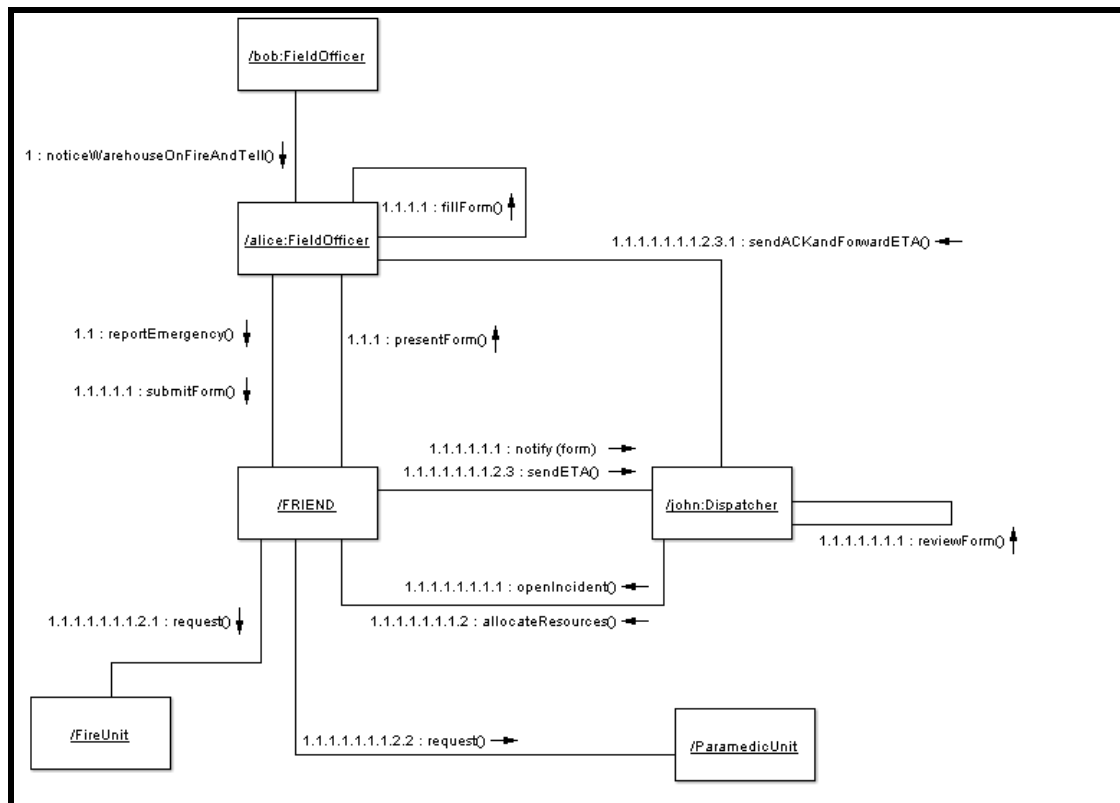 /bob:FieldOfficer
1 : noticeWarehouseOnFireAndTell()
1.1.1.1 : fillForm()
/alice:FieldOfficer
1.1.1.1.1.1.1.2.3.1 : sendACKandForwardETA()
1.1 : reportEmergency()
1.1.1 : presentForm()
1.1.1.1.1 : submitForm()
1.1.1.1.1.1 : notify (form)
1.1.1.1.1.1.1.2.3 : sendETA()
/FRIEND
/john:Dispatcher
1.1.1.1.1.1.1 : reviewForm()
1.1.1.1.1.1.1.1 : openIncident()
1.1.1.1.1.1.1.2.1 : request()
1.1.1.1.1.1.1.2 : allocateResources()
/FireUnit
1.1.1.1.1.1.1.2.2 : request()
/ParamedicUnit